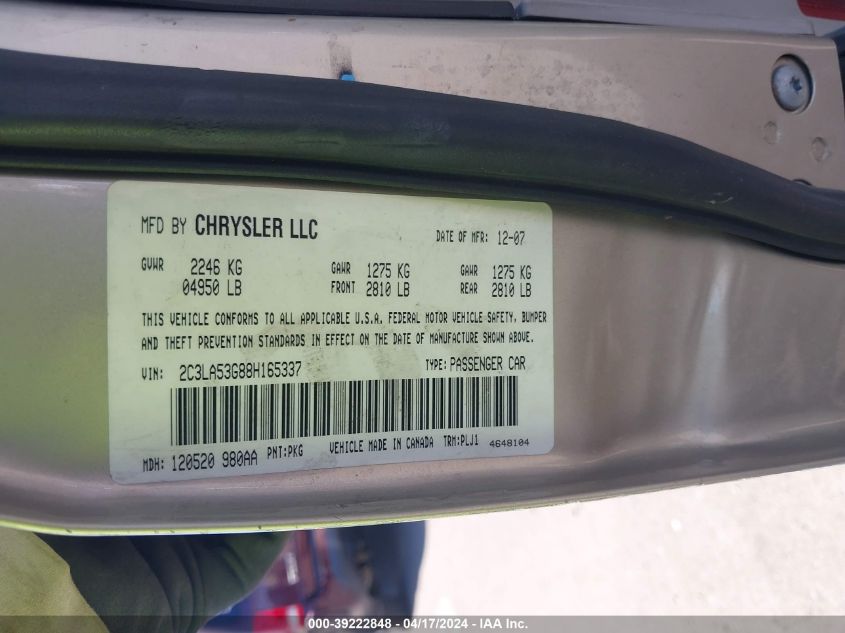 MFD BY CHRYSLER LLC DATE OF MFR: 12-07
GVWR 2246 KG GAWR 1275 KG GAWR 1275 KG
04950 LB FRONT 2810 LB REAR 2810 LB
THIS VEHICLE CONFORMS TO ALL APPLICABLE U.S.A. FEDERAL MOTOR VEHICLE SAFETY, BUMPER
AND THEFT PREVENTION STANDARDS IN EFFECT ON THE DATE OF MANUFACTURE SHOWN ABOVE.
VIN: 2C3LA53G88H165337 TYPE: PASSENGER CAR
MDH: 120520 980AA PNT:PKG VEHICLE MADE IN CANADA TRM:PLJ1 4648104
000-39222848 - 04/17/2024 - IAA Inc.